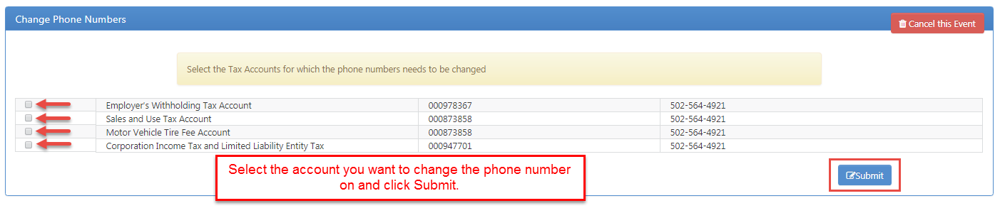 Change Phone Numbers
Cancel this Event
Select the Tax Accounts for which the phone numbers needs to be changed
Employer's Withholding Tax Account 000978367 502-564-4921
Sales and Use Tax Account 000873858 502-564-4921
Motor Vehicle Tire Fee Account 000873858 502-564-4921
Corporation Income Tax and Limited Liability Entity Tax 000947701 502-564-4921
Select the account you want to change the phone number
on and click Submit.
Submit